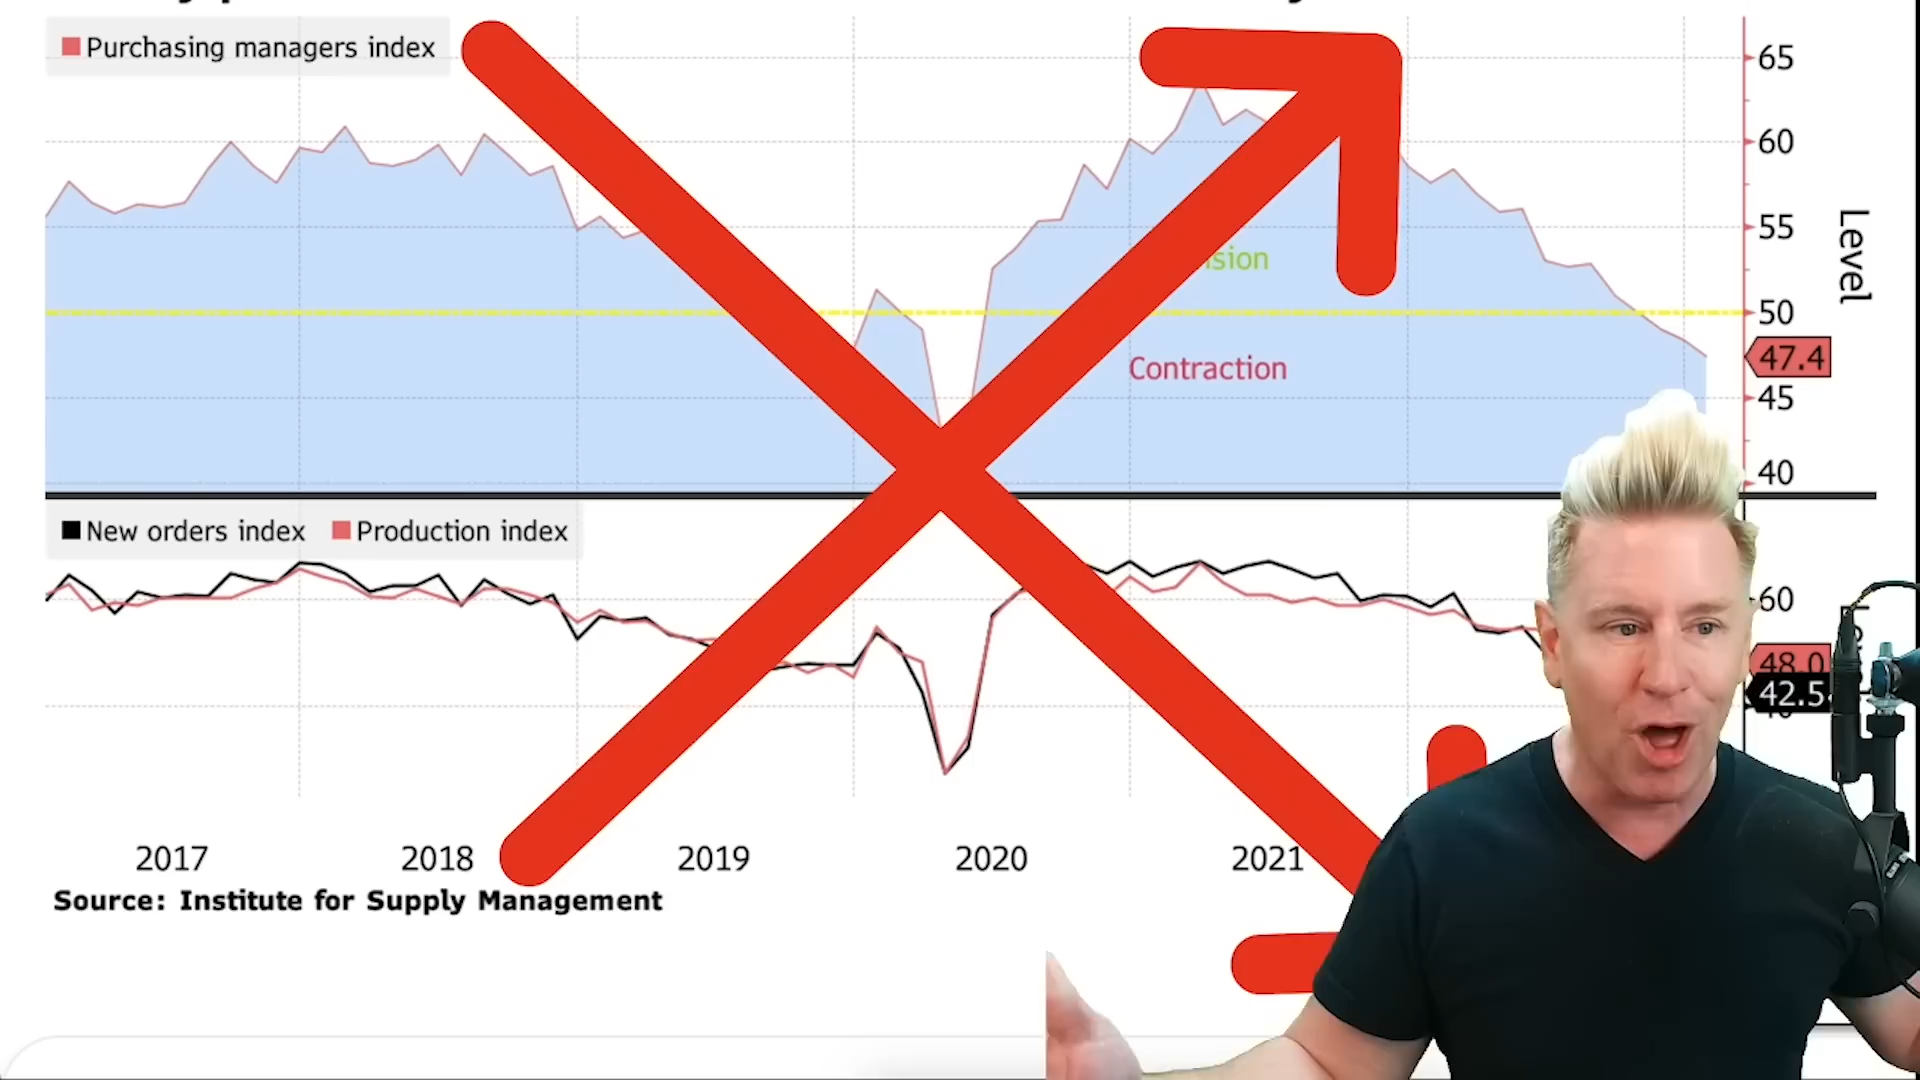 Purchasing managers index
65
60
55
50
47.4
45
40
Level
Contraction
New orders index Production index
60
48.0
42.5
2017 2018 2019 2020 2021
Source: Institute for Supply Management